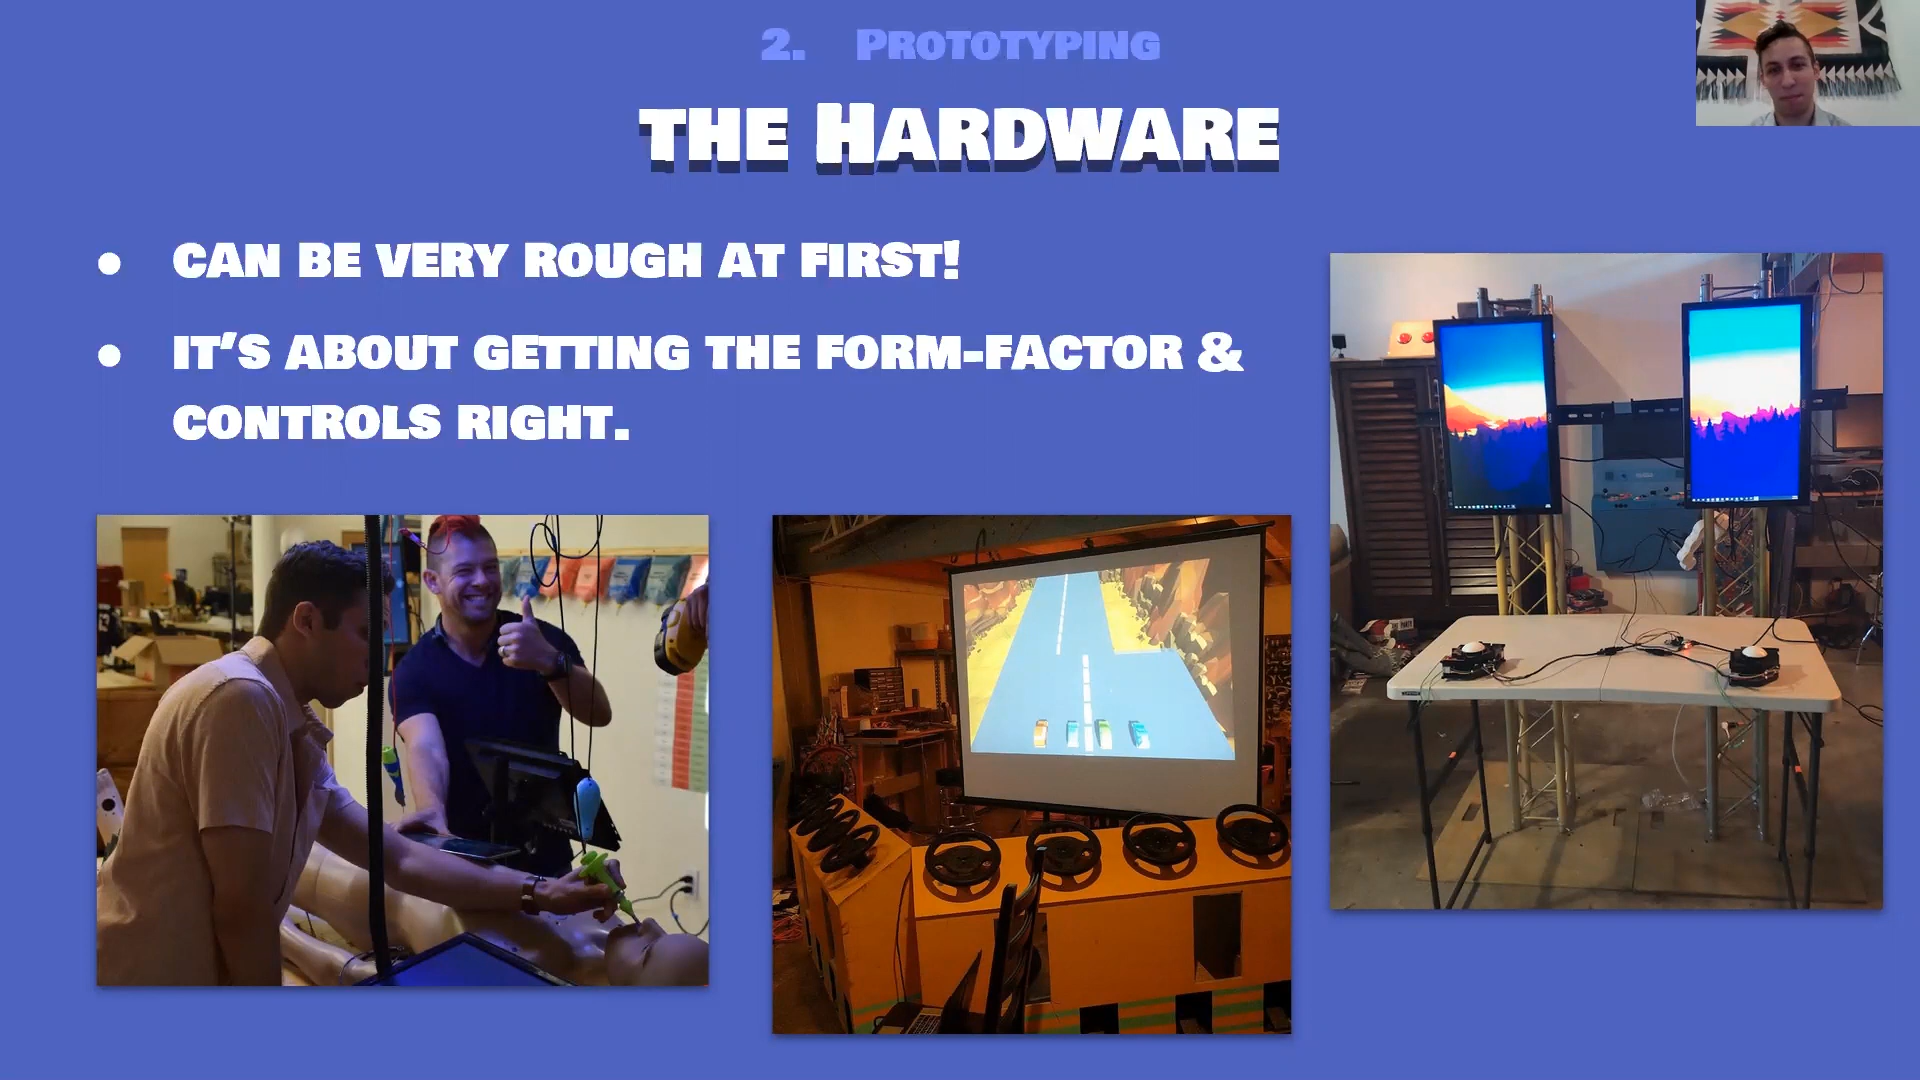 2. Prototyping
the Hardware
● can be very rough at first!
● it's about getting the form-factor &
controls right.